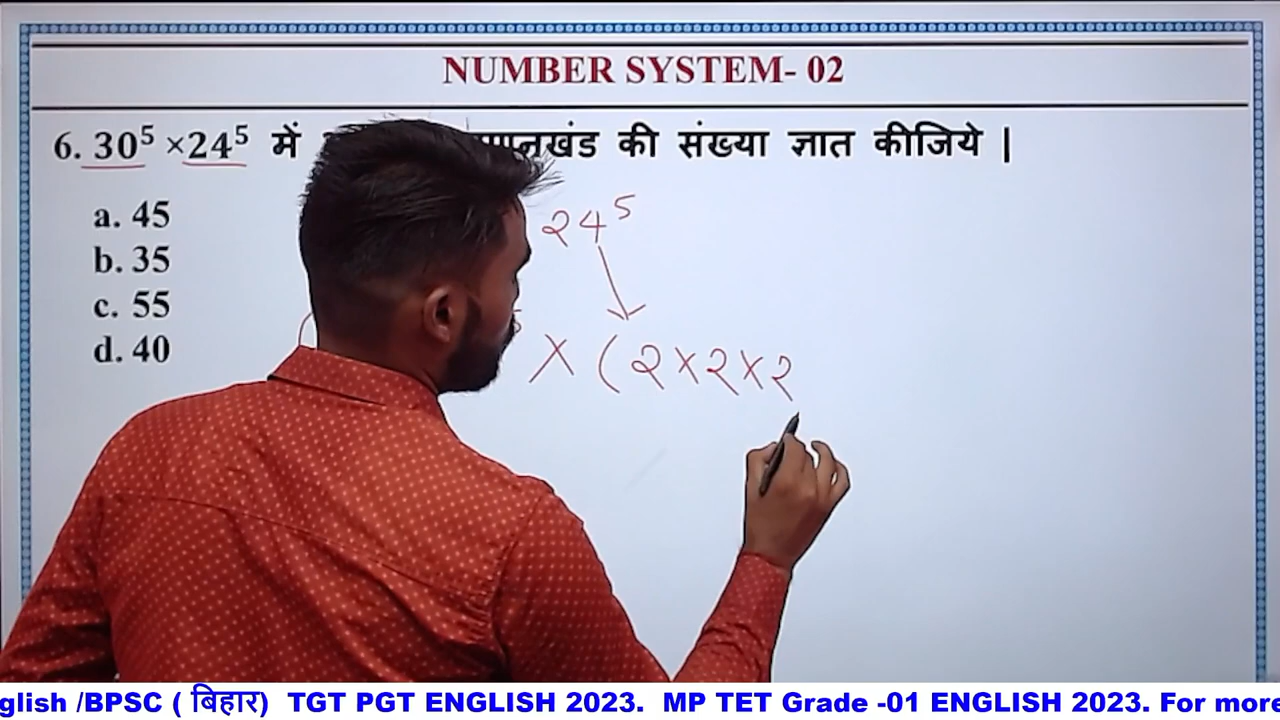 NUMBER SYSTEM- 02
6. 30⁵ ×24⁵ में की संख्या ज्ञात कीजिये |
a. 45
b. 35
c. 55
d. 40
24⁵
× (2×2×2
glish /BPSC ( बिहार) TGT PGT ENGLISH 2023. MP TET Grade -01 ENGLISH 2023. For more